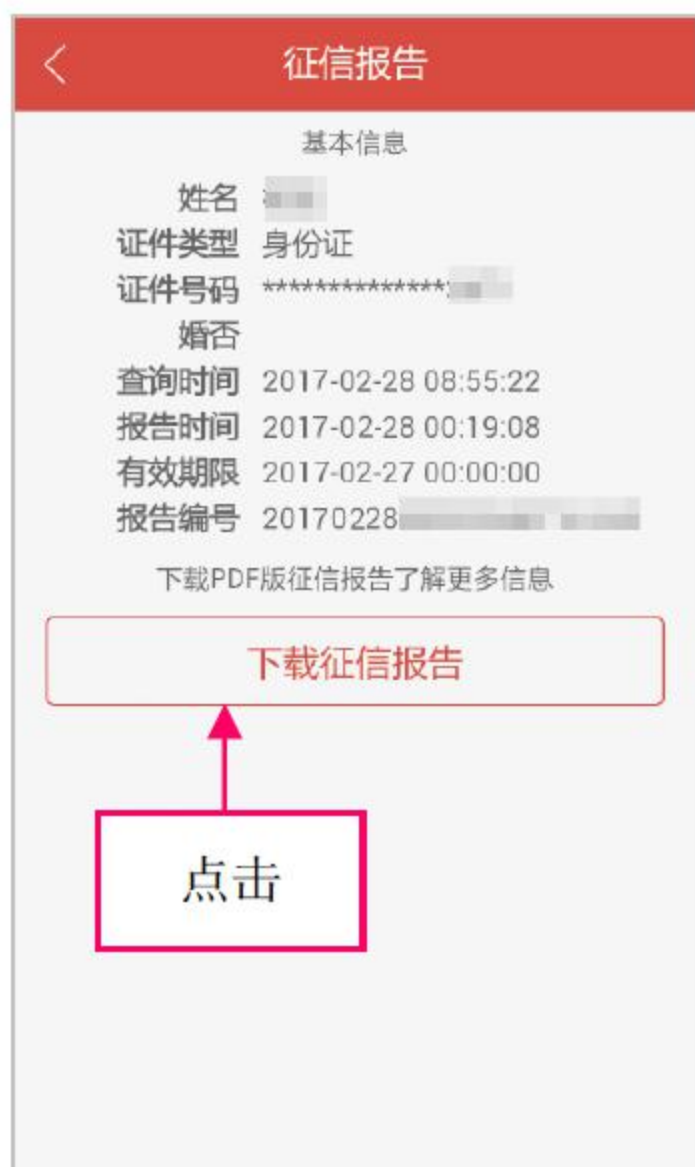 征信报告
基本信息
姓名
证件类型 身份证
证件号码 **************
婚否
查询时间 2017-02-28 08:55:22
报告时间 2017-02-28 00:19:08
有效期限 2017-02-27 00:00:00
报告编号 20170228
下载PDF版征信报告了解更多信息
下载征信报告
点击